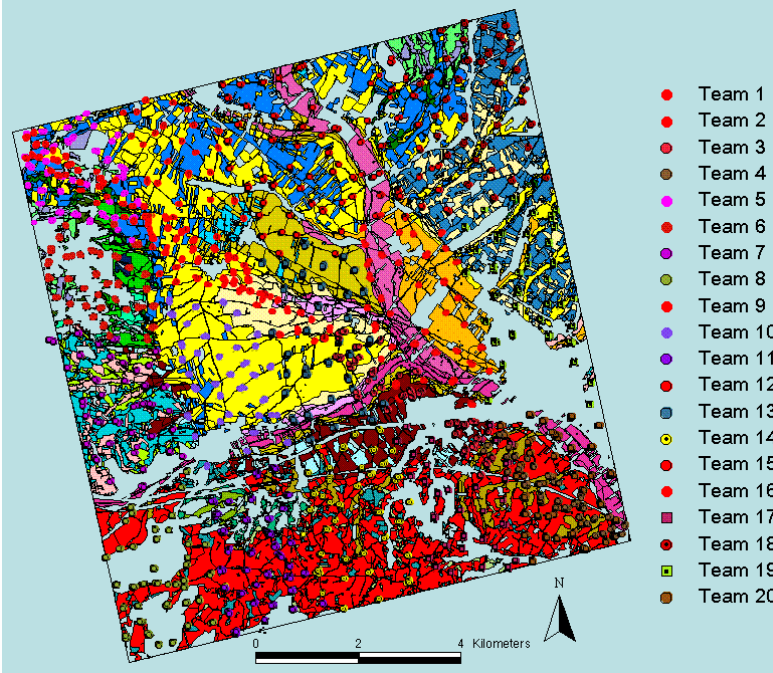 Team 1
Team 2
Team 3
Team 4
Team 5
Team 6
Team 7
Team 8
Team 9
Team 10
Team 11
Team 12
Team 13
Team 14
Team 15
Team 16
Team 17
Team 18
Team 19
Team 20
N
0 2 4 Kilometers